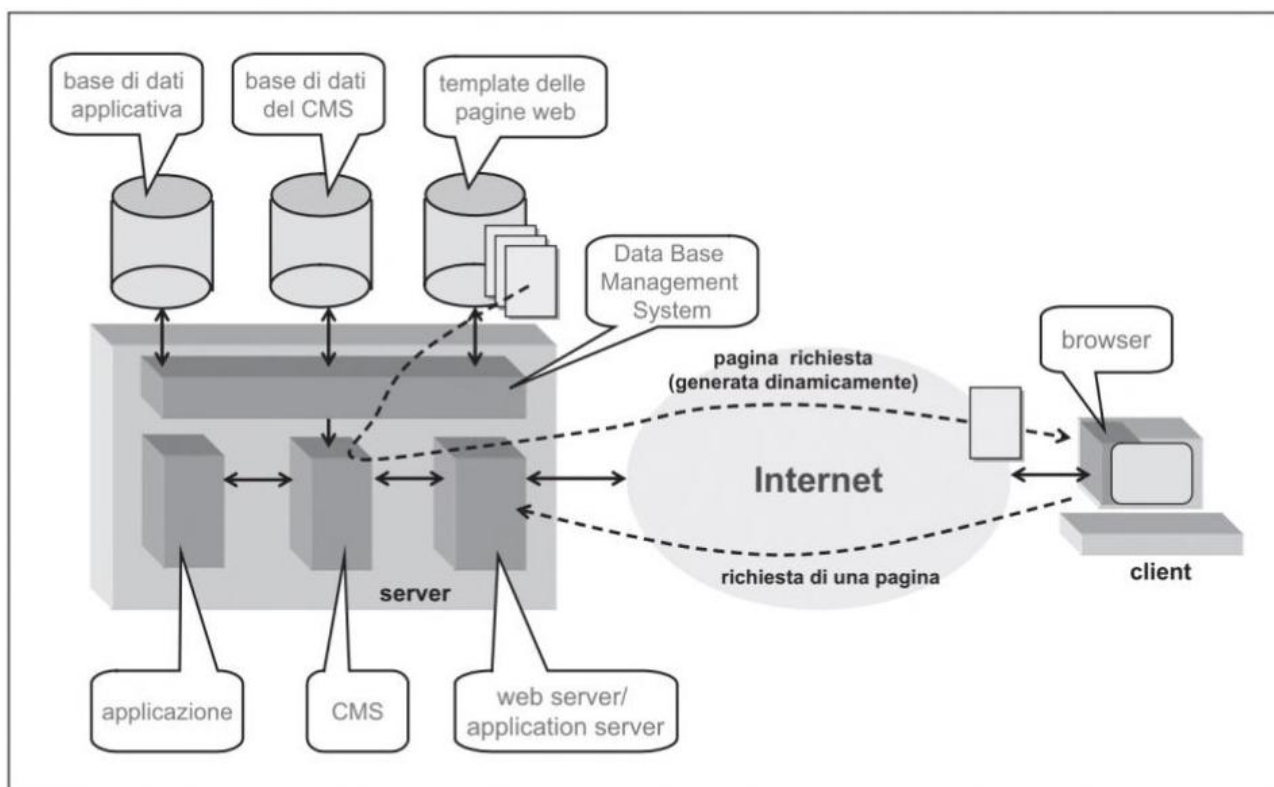 base di dati
applicativa
base di dati
del CMS
template delle
pagine web
Data Base
Management
System
browser
pagina richiesta
(generata dinamicamente)
Internet
richiesta di una pagina
client
server
applicazione
CMS
web server/
application server